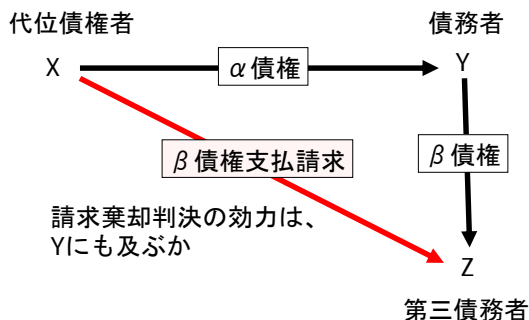 代位債権者
債務者
X
α債権
Y
β債権支払請求
β債権
請求棄却判決の効力は、
Yにも及ぶか
Z
第三債務者